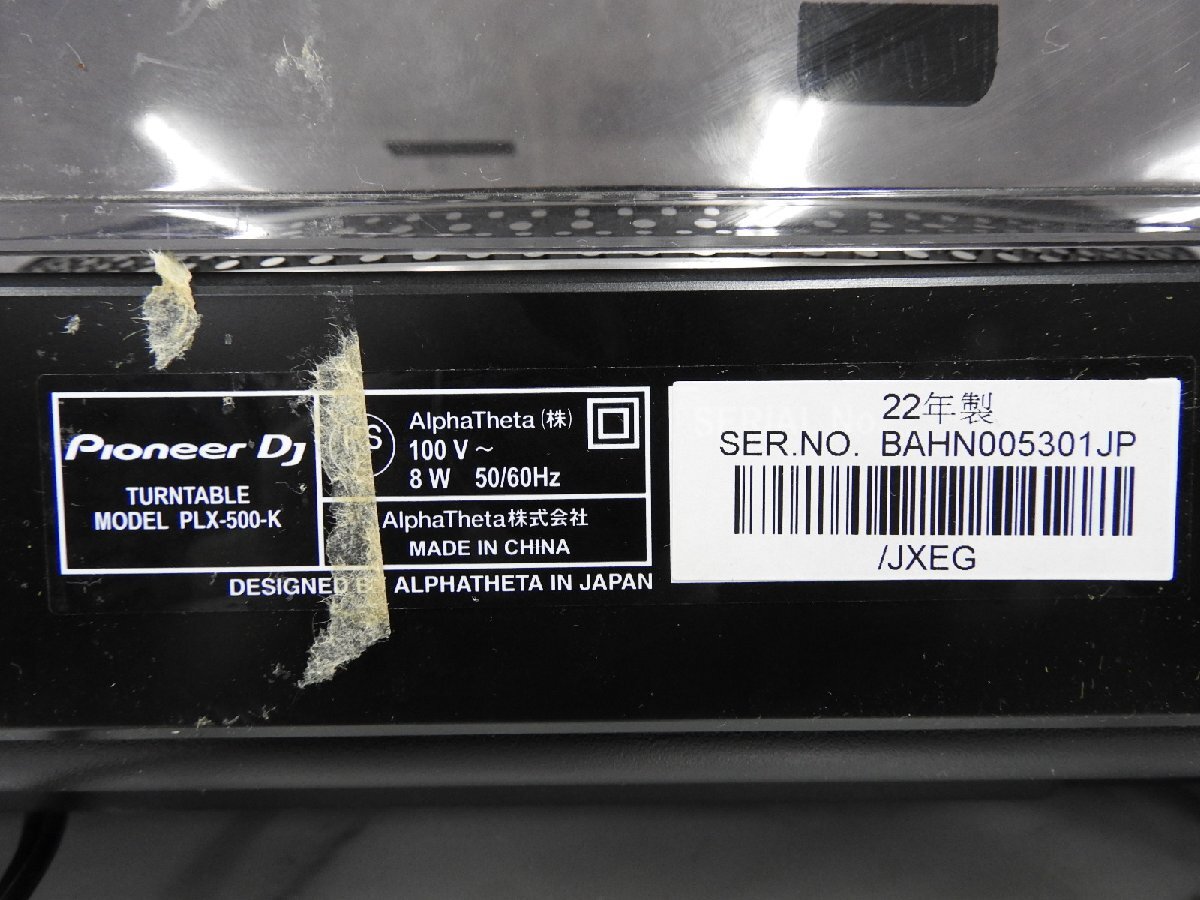 Pioneer DJ
TURNTABLE
MODEL PLX-500-K
S
AlphaTheta (株)
100 V ~
8 W 50/60Hz
AlphaTheta株式会社
MADE IN CHINA
DESIGNED BY ALPHATHETA IN JAPAN
22年製
SER.NO. BAHN005301JP
/JXEG